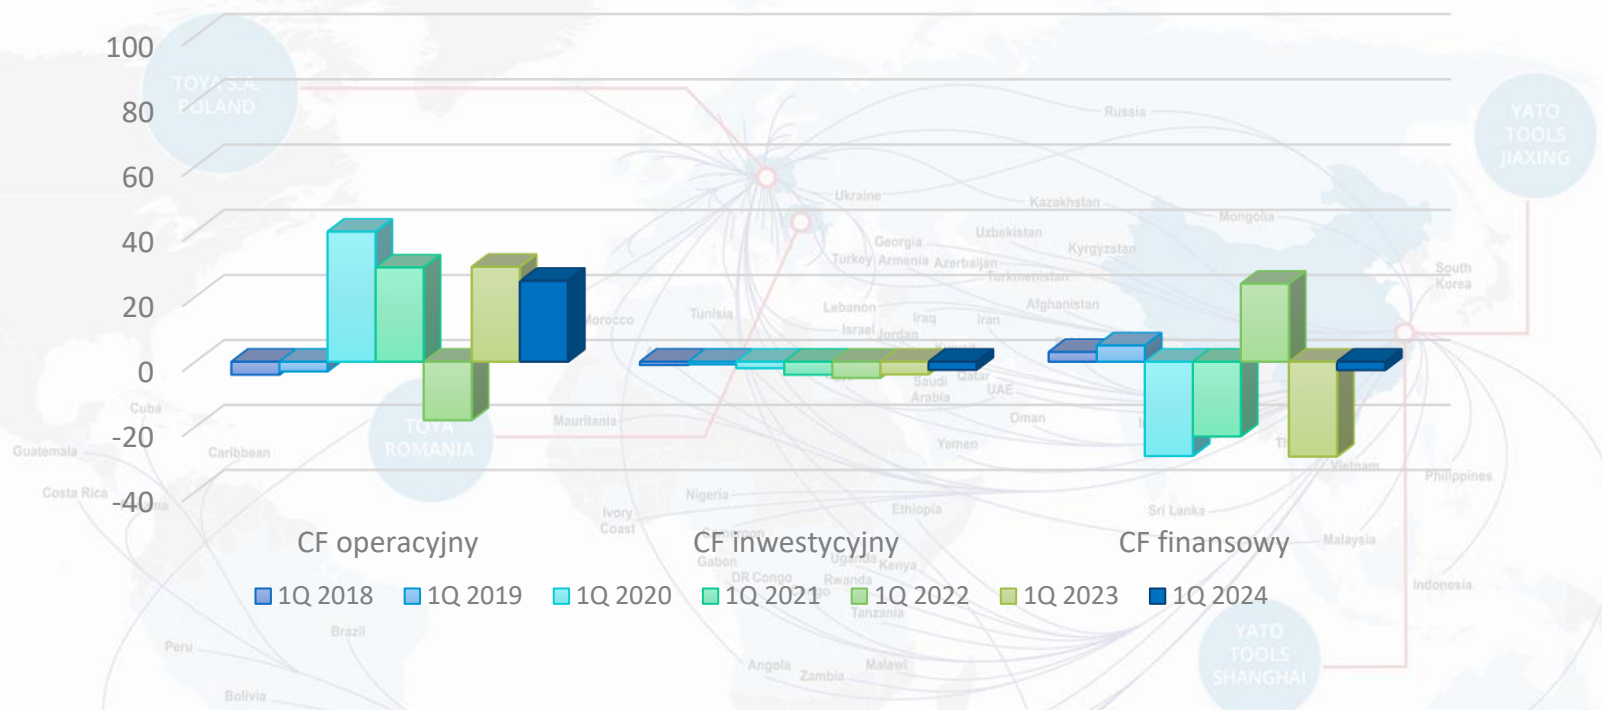 100
80
60
40
20
0
-20
-40
TOYA S.A.
POLAND
YATO
TOOLS
JIAXING
Russia
Ukraine
Kazakhstan
Mongolia
Georgia
Uzbekistan
Kyrgyzstan
Turkey Armenia Azerbaijan
Turkmenistan
South
Korea
Lebanon
Afghanistan
Morocco
Tunisia
Iraq
Iran
Israel Jordan
Saudi
Arabia
Qatar
UAE
Oman
Cuba
Mauritania
TOYA
ROMANIA
Yemen
Guatemala
Caribbean
Vietnam
Philippines
Costa Rica
Nigeria
Ivory
Coast
Ethiopia
Sri Lanka
Cameroon
Malaysia
CF operacyjny
CF inwestycyjny
CF finansowy
Gabon
Uganda
Kenya
DR Congo
Rwanda
Indonesia
1Q 2018
1Q 2019
1Q 2020
1Q 2021
1Q 2022
1Q 2023
1Q 2024
Tanzania
Brazil
Peru
YATO
TOOLS
SHANGHAI
Angola
Zambia
Malawi
Bolivia